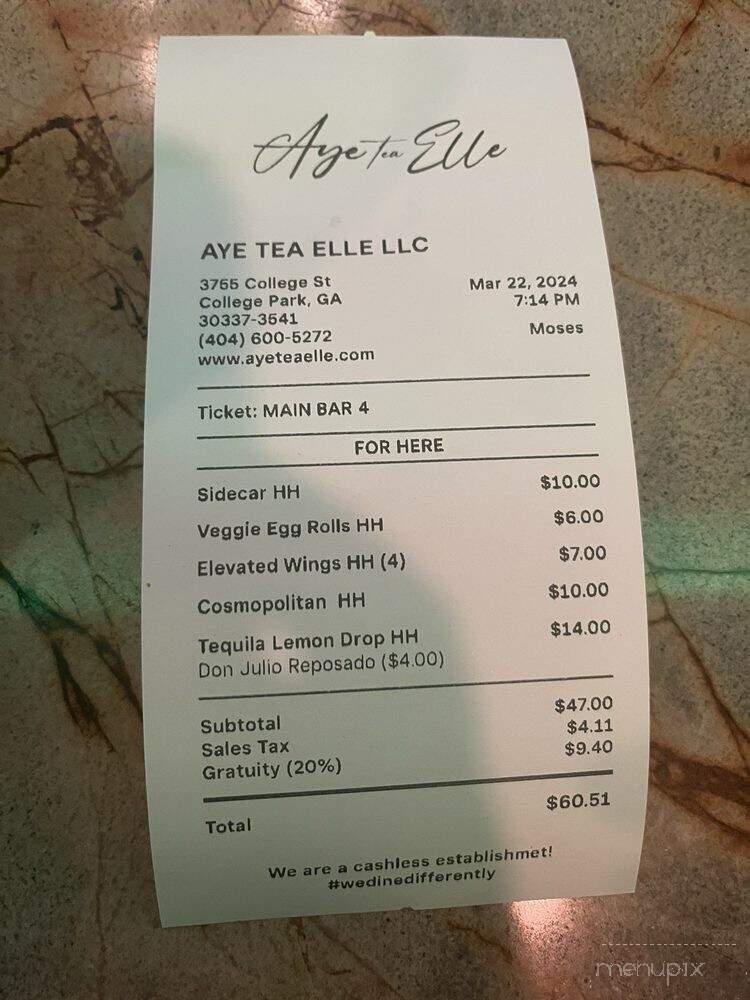 Aye tea Elle
AYE TEA ELLE LLC
3755 College St
College Park, GA
30337-3541
(404) 600-5272
www.ayeteaelle.com
Mar 22, 2024
7:14 PM
Moses
Ticket: MAIN BAR 4
FOR HERE
Sidecar HH $10.00
Veggie Egg Rolls HH $6.00
Elevated Wings HH (4) $7.00
Cosmopolitan HH $10.00
Tequila Lemon Drop HH $14.00
Don Julio Reposado ($4.00)
Subtotal $47.00
Sales Tax $4.11
Gratuity (20%) $9.40
Total $60.51
We are a cashless establishmet!
#wedinedifferently
menupix